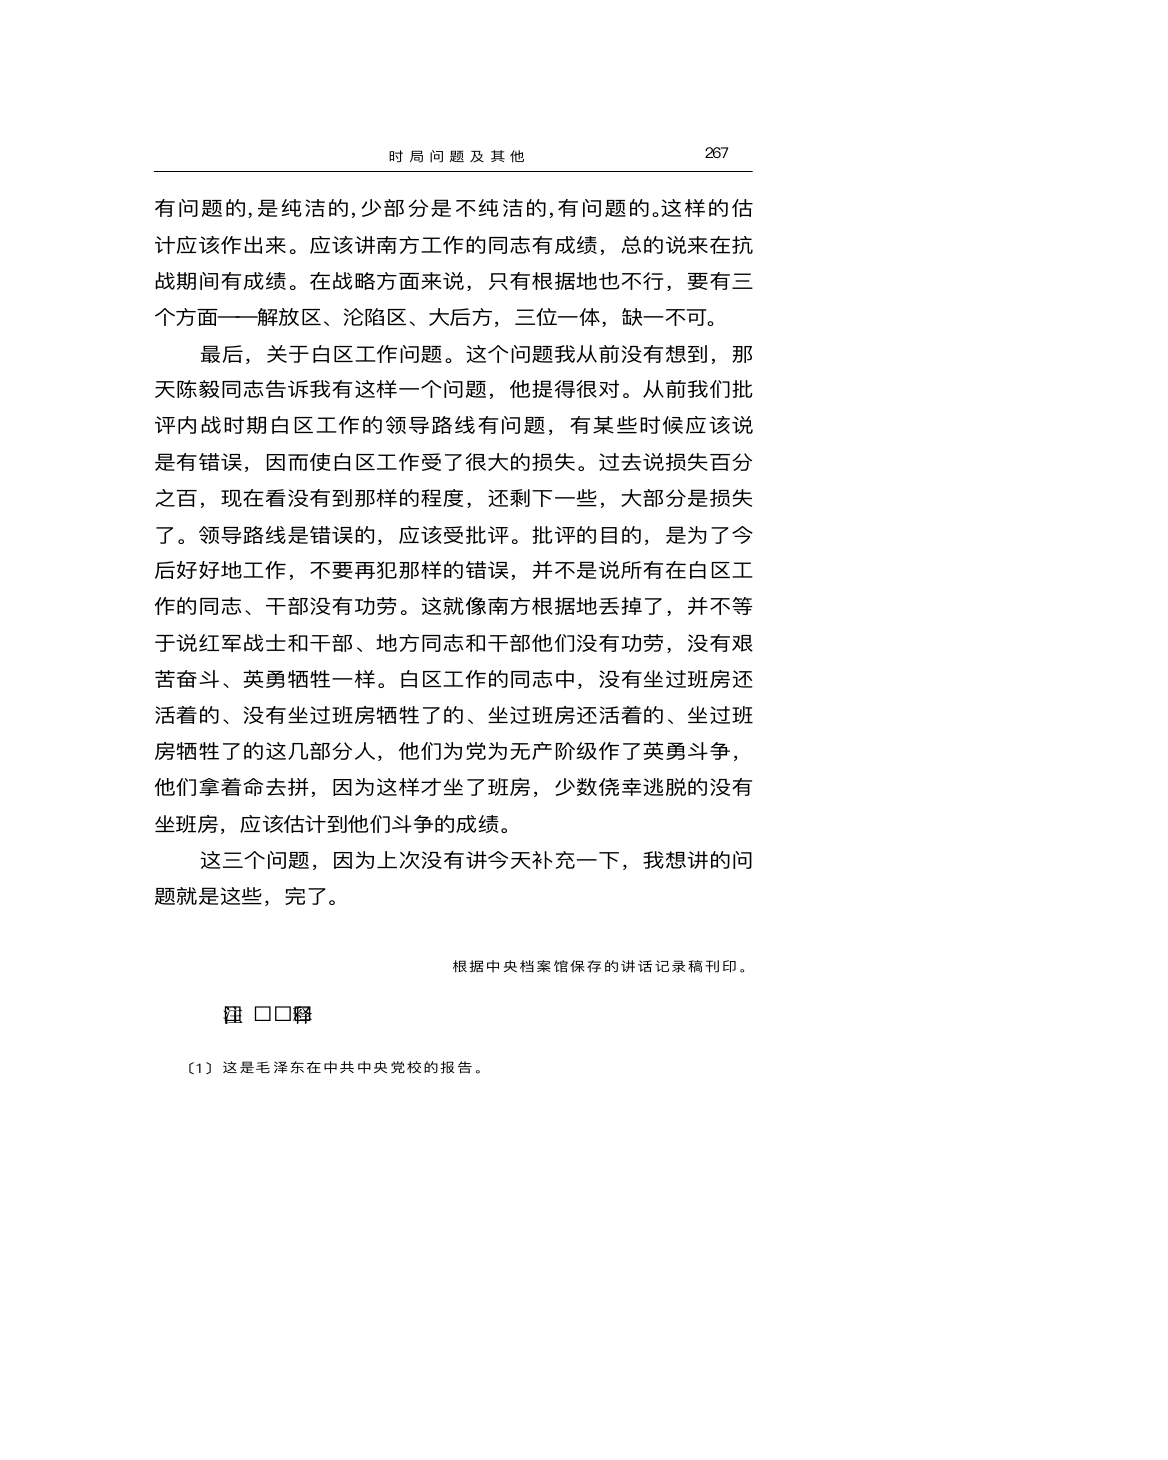 时局问题及其他 267
有问题的,是纯洁的,少部分是不纯洁的,有问题的。这样的估
计应该作出来。应该讲南方工作的同志有成绩，总的说来在抗
战期间有成绩。在战略方面来说，只有根据地也不行，要有三
个方面——解放区、沦陷区、大后方，三位一体，缺一不可。
最后，关于白区工作问题。这个问题我从前没有想到，那
天陈毅同志告诉我有这样一个问题，他提得很对。从前我们批
评内战时期白区工作的领导路线有问题，有某些时候应该说
是有错误，因而使白区工作受了很大的损失。过去说损失百分
之百，现在看没有到那样的程度，还剩下一些，大部分是损失
了。领导路线是错误的，应该受批评。批评的目的，是为了今
后好好地工作，不要再犯那样的错误，并不是说所有在白区工
作的同志、干部没有功劳。这就像南方根据地丢掉了，并不等
于说红军战士和干部、地方同志和干部他们没有功劳，没有艰
苦奋斗、英勇牺牲一样。白区工作的同志中，没有坐过班房还
活着的、没有坐过班房牺牲了的、坐过班房还活着的、坐过班
房牺牲了的这几部分人，他们为党为无产阶级作了英勇斗争，
他们拿着命去拼，因为这样才坐了班房，少数侥幸逃脱的没有
坐班房，应该估计到他们斗争的成绩。
这三个问题，因为上次没有讲今天补充一下，我想讲的问
题就是这些，完了。
根据中央档案馆保存的讲话记录稿刊印。
注 □□释
〔1〕这是毛泽东在中共中央党校的报告。